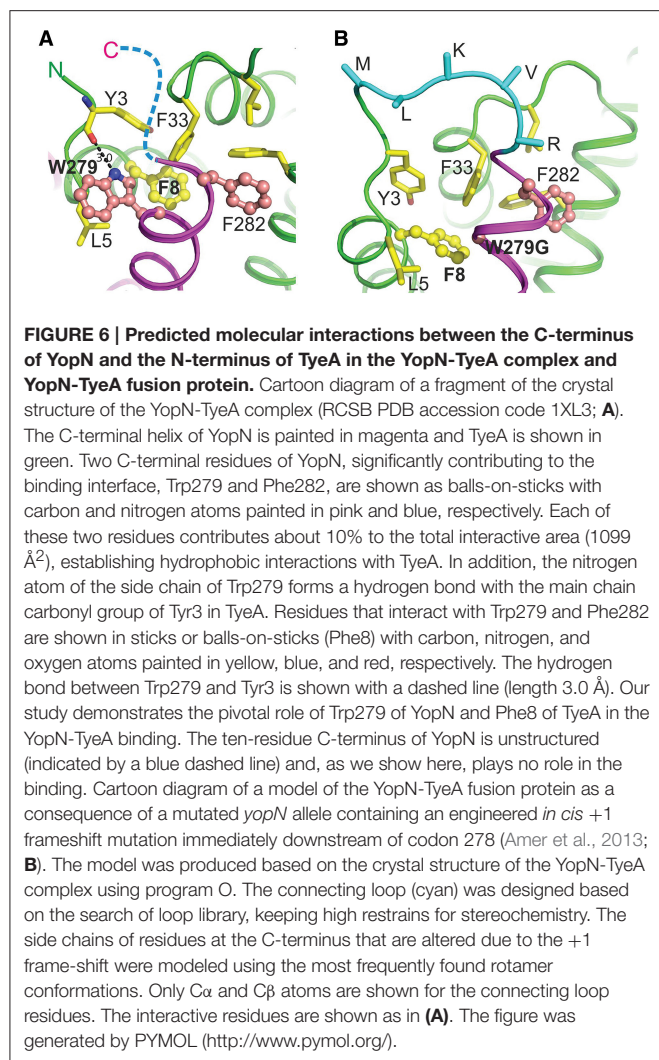 A
B
C
N
Y3
F33
W279
3.0
F8
F282
L5
M
K
V
L
R
F33
Y3
F282
W279G
L5
F8
FIGURE 6 | Predicted molecular interactions between the C-terminus
of YopN and the N-terminus of TyeA in the YopN-TyeA complex and
YopN-TyeA fusion protein. Cartoon diagram of a fragment of the crystal
structure of the YopN-TyeA complex (RCSB PDB accession code 1XL3; A).
The C-terminal helix of YopN is painted in magenta and TyeA is shown in
green. Two C-terminal residues of YopN, significantly contributing to the
binding interface, Trp279 and Phe282, are shown as balls-on-sticks with
carbon and nitrogen atoms painted in pink and blue, respectively. Each of
these two residues contributes about 10% to the total interactive area (1099
Å²), establishing hydrophobic interactions with TyeA. In addition, the nitrogen
atom of the side chain of Trp279 forms a hydrogen bond with the main chain
carbonyl group of Tyr3 in TyeA. Residues that interact with Trp279 and Phe282
are shown in sticks or balls-on-sticks (Phe8) with carbon, nitrogen, and
oxygen atoms painted in yellow, blue, and red, respectively. The hydrogen
bond between Trp279 and Tyr3 is shown with a dashed line (length 3.0 Å). Our
study demonstrates the pivotal role of Trp279 of YopN and Phe8 of TyeA in the
YopN-TyeA binding. The ten-residue C-terminus of YopN is unstructured
(indicated by a blue dashed line) and, as we show here, plays no role in the
binding. Cartoon diagram of a model of the YopN-TyeA fusion protein as a
consequence of a mutated yopN allele containing an engineered in cis +1
frameshift mutation immediately downstream of codon 278 (Amer et al., 2013;
B). The model was produced based on the crystal structure of the YopN-TyeA
complex using program O. The connecting loop (cyan) was designed based
on the search of loop library, keeping high restrains for stereochemistry. The
side chains of residues at the C-terminus that are altered due to the +1
frame-shift were modeled using the most frequently found rotamer
conformations. Only Cα and Cβ atoms are shown for the connecting loop
residues. The interactive residues are shown as in (A). The figure was
generated by PYMOL (http://www.pymol.org/).